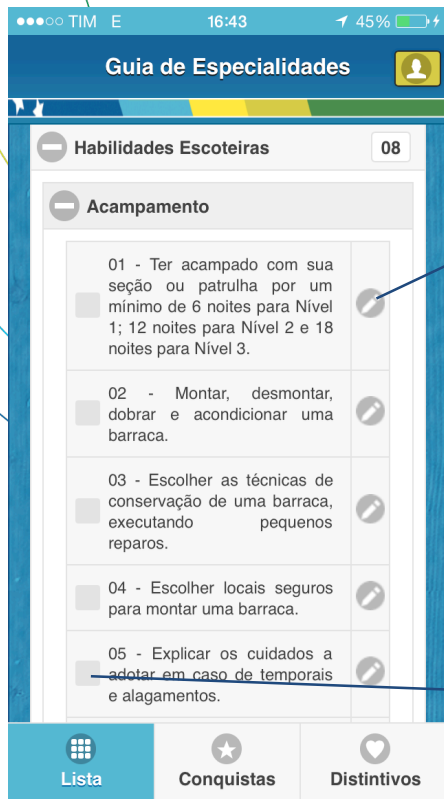 TIM E 16:43 45%
Guia de Especialidades
Habilidades Escoteiras 08
Acampamento
01 - Ter acampado com sua
seção ou patrulha por um
mínimo de 6 noites para Nível
1; 12 noites para Nível 2 e 18
noites para Nível 3.
02 - Montar, desmontar,
dobrar e acondicionar uma
barraca.
03 - Escolher as técnicas de
conservação de uma barraca,
executando pequenos
reparos.
04 - Escolher locais seguros
para montar uma barraca.
05 - Explicar os cuidados a
adotar em caso de temporais
e alagamentos.
Lista Conquistas Distintivos